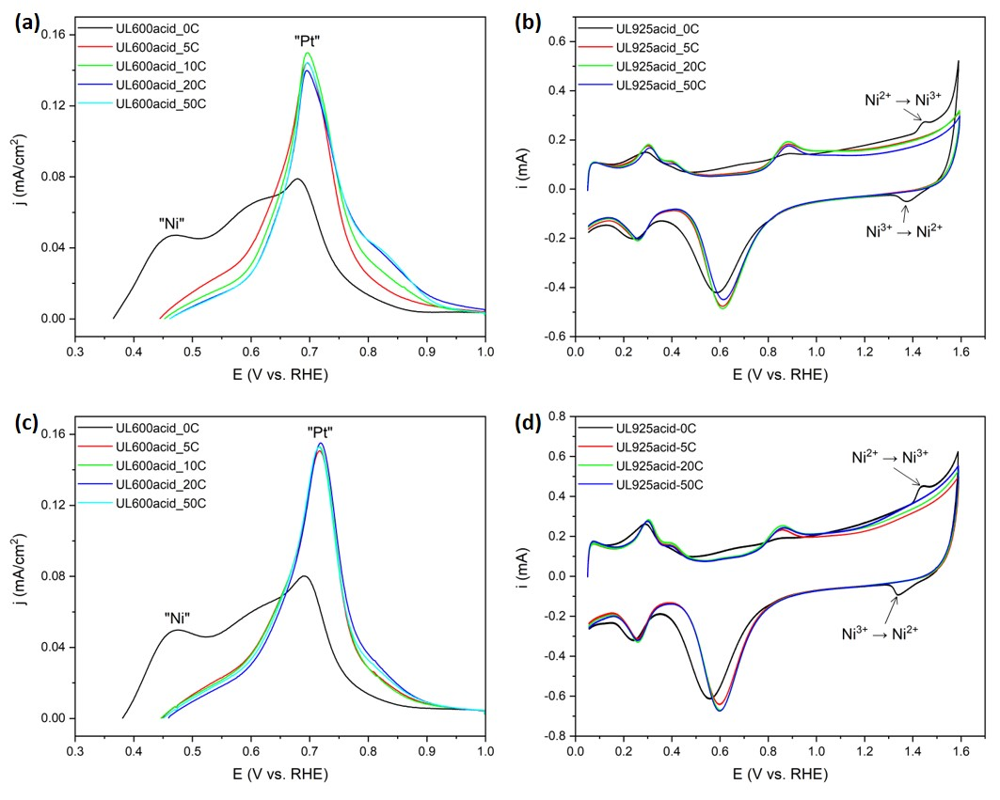 (a)
UL600acid_0C
UL600acid_5C
UL600acid_10C
UL600acid_20C
UL600acid_50C
"Ni"
"Pt"
0.16
0.12
0.08
0.04
0.00
j (mA/cm²)
0.3 0.4 0.5 0.6 0.7 0.8 0.9 1.0
E (V vs. RHE)
(b)
UL925acid_0C
UL925acid_5C
UL925acid_20C
UL925acid_50C
Ni²⁺ → Ni³⁺
Ni³⁺ → Ni²⁺
0.6
0.4
0.2
0.0
-0.2
-0.4
-0.6
i (mA)
0.0 0.2 0.4 0.6 0.8 1.0 1.2 1.4 1.6
E (V vs. RHE)
(c)
UL600acid_0C
UL600acid_5C
UL600acid_10C
UL600acid_20C
UL600acid_50C
"Ni"
"Pt"
0.16
0.12
0.08
0.04
0.00
j (mA/cm²)
0.3 0.4 0.5 0.6 0.7 0.8 0.9 1.0
E (V vs. RHE)
(d)
UL925acid-0C
UL925acid-5C
UL925acid-20C
UL925acid-50C
Ni²⁺ → Ni³⁺
Ni³⁺ → Ni²⁺
0.8
0.6
0.4
0.2
0.0
-0.2
-0.4
-0.6
-0.8
i (mA)
0.0 0.2 0.4 0.6 0.8 1.0 1.2 1.4 1.6
E (V vs. RHE)